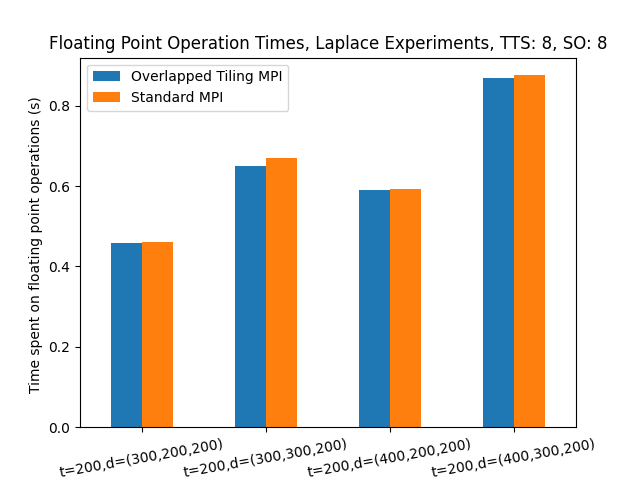 Floating Point Operation Times, Laplace Experiments, TTS: 8, SO: 8
Overlapped Tiling MPI
Standard MPI
Time spent on floating point operations (s)
0.8
0.6
0.4
0.2
0.0
t=200,d=(300,200,200)
t=200,d=(300,300,200)
t=200,d=(400,200,200)
t=200,d=(400,300,200)